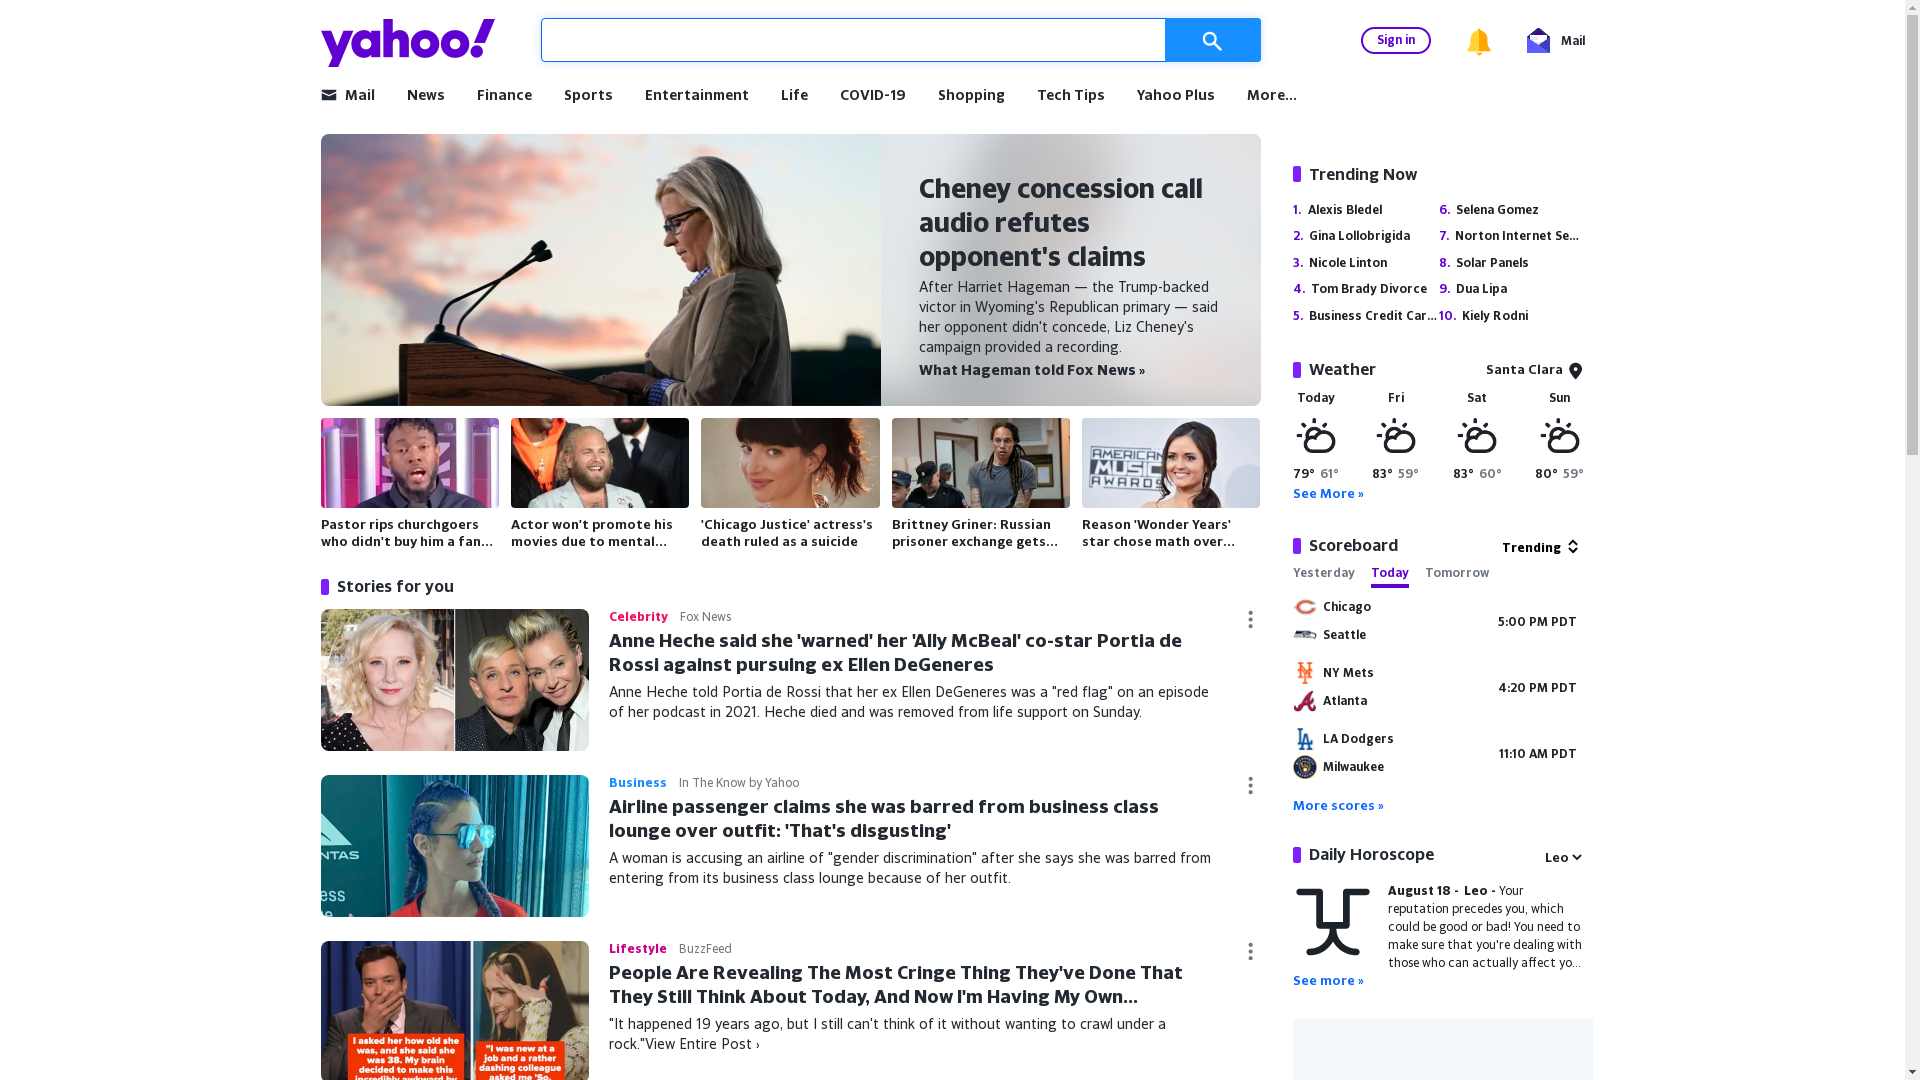 yahoo!
Sign in
Mail
Mail
News
Finance
Sports
Entertainment
Life
COVID-19
Shopping
Tech Tips
Yahoo Plus
More...
Cheney concession call
audio refutes
opponent's claims
After Harriet Hageman — the Trump-backed
victor in Wyoming's Republican primary — said
her opponent didn't concede, Liz Cheney's
campaign provided a recording.
What Hageman told Fox News »
AMERICAN
MUSIC
AWARDS
Pastor rips churchgoers
who didn't buy him a fan...
Actor won't promote his
movies due to mental...
'Chicago Justice' actress's
death ruled as a suicide
Brittney Griner: Russian
prisoner exchange gets...
Reason 'Wonder Years'
star chose math over...
Stories for you
Celebrity Fox News
Anne Heche said she 'warned' her 'Ally McBeal' co-star Portia de
Rossi against pursuing ex Ellen DeGeneres
Anne Heche told Portia de Rossi that her ex Ellen DeGeneres was a "red flag" on an episode
of her podcast in 2021. Heche died and was removed from life support on Sunday.
Business In The Know by Yahoo
Airline passenger claims she was barred from business class
lounge over outfit: 'That's disgusting'
A woman is accusing an airline of "gender discrimination" after she says she was barred from
entering from its business class lounge because of her outfit.
Lifestyle BuzzFeed
People Are Revealing The Most Cringe Thing They've Done That
They Still Think About Today, And Now I'm Having My Own...
"It happened 19 years ago, but I still can't think of it without wanting to crawl under a
rock."View Entire Post ›
I asked her how old she
was, and she said she
was 38. My brain
decided to make this
incredibly awkward by
"I was new at a
job and a rather
dashing colleague
asked me 'So,
Trending Now
1. Alexis Bledel
2. Gina Lollobrigida
3. Nicole Linton
4. Tom Brady Divorce
5. Business Credit Car...
6. Selena Gomez
7. Norton Internet Se...
8. Solar Panels
9. Dua Lipa
10. Kiely Rodni
Weather
Santa Clara
Today Fri Sat Sun
79° 61° 83° 59° 83° 60° 80° 59°
See More »
Scoreboard
Trending
Yesterday Today Tomorrow
Chicago
Seattle
5:00 PM PDT
NY Mets
Atlanta
4:20 PM PDT
LA Dodgers
Milwaukee
11:10 AM PDT
More scores »
Daily Horoscope
Leo
August 18 - Leo - Your
reputation precedes you, which
could be good or bad! You need to
make sure that you're dealing with
those who can actually affect yo...
See more »